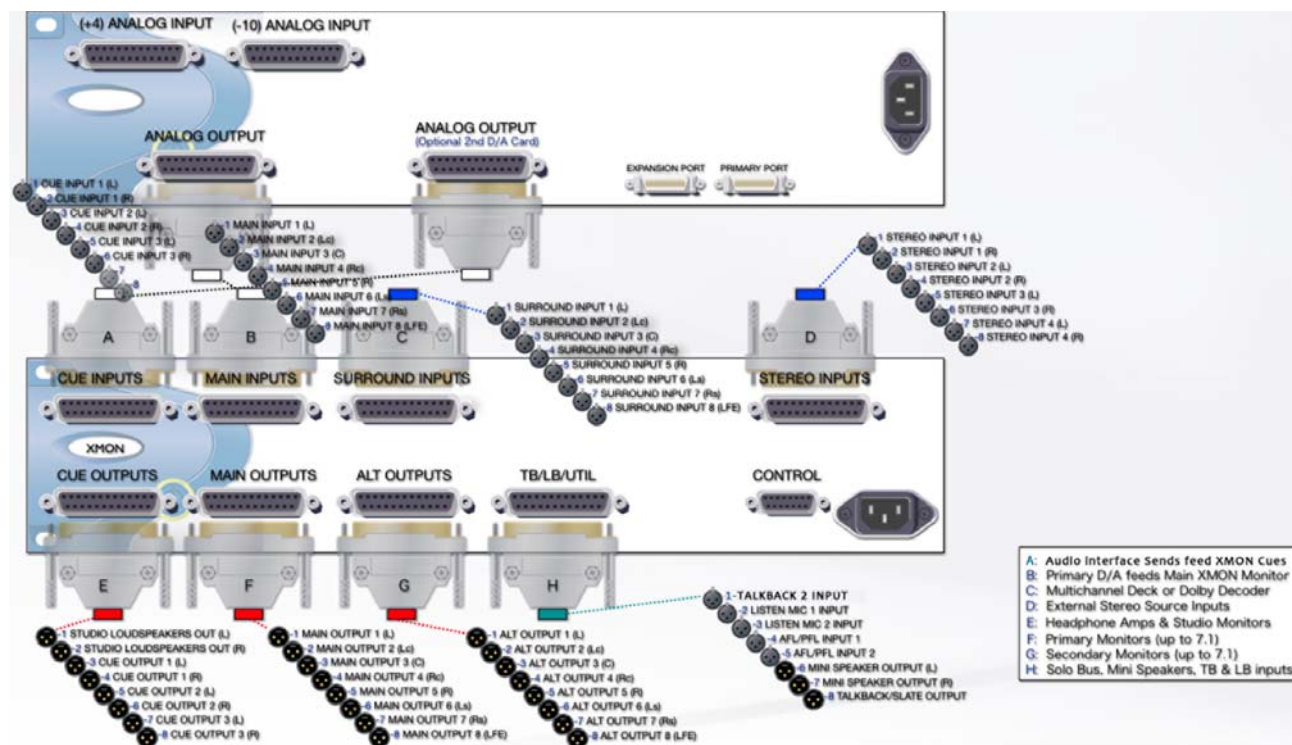 (+4) ANALOG INPUT
(-10) ANALOG INPUT
ANALOG OUTPUT
ANALOG OUTPUT
(Optional 2nd D/A Card)
EXPANSION PORT
PRIMARY PORT
1 CUE INPUT 1 (L)
2 CUE INPUT 1 (R)
3 CUE INPUT 2 (L)
4 CUE INPUT 2 (R)
5 CUE INPUT 3 (L)
6 CUE INPUT 3 (R)
7
8
1 MAIN INPUT 1 (L)
2 MAIN INPUT 2 (Lc)
3 MAIN INPUT 3 (C)
4 MAIN INPUT 4 (Rc)
5 MAIN INPUT 5 (R)
6 MAIN INPUT 6 (Ls)
7 MAIN INPUT 7 (Rs)
8 MAIN INPUT 8 (LFE)
1 SURROUND INPUT 1 (L)
2 SURROUND INPUT 2 (Lc)
3 SURROUND INPUT 3 (C)
4 SURROUND INPUT 4 (Rc)
5 SURROUND INPUT 5 (R)
6 SURROUND INPUT 6 (Ls)
7 SURROUND INPUT 7 (Rs)
8 SURROUND INPUT 8 (LFE)
1 STEREO INPUT 1 (L)
2 STEREO INPUT 1 (R)
3 STEREO INPUT 2 (L)
4 STEREO INPUT 2 (R)
5 STEREO INPUT 3 (L)
6 STEREO INPUT 3 (R)
7 STEREO INPUT 4 (L)
8 STEREO INPUT 4 (R)
A
B
C
D
CUE INPUTS
MAIN INPUTS
SURROUND INPUTS
STEREO INPUTS
XMON
CUE OUTPUTS
MAIN OUTPUTS
ALT OUTPUTS
TB/LB/UTIL
CONTROL
E
F
G
H
-1 STUDIO LOUDSPEAKERS OUT (L)
-2 STUDIO LOUDSPEAKERS OUT (R)
-3 CUE OUTPUT 1 (L)
-4 CUE OUTPUT 1 (R)
-5 CUE OUTPUT 2 (L)
-6 CUE OUTPUT 2 (R)
-7 CUE OUTPUT 3 (L)
-8 CUE OUTPUT 3 (R)
-1 MAIN OUTPUT 1 (L)
-2 MAIN OUTPUT 2 (Lc)
-3 MAIN OUTPUT 3 (C)
-4 MAIN OUTPUT 4 (Rc)
-5 MAIN OUTPUT 5 (R)
-6 MAIN OUTPUT 6 (Ls)
-7 MAIN OUTPUT 7 (Rs)
-8 MAIN OUTPUT 8 (LFE)
-1 ALT OUTPUT 1 (L)
-2 ALT OUTPUT 2 (Lc)
-3 ALT OUTPUT 3 (C)
-4 ALT OUTPUT 4 (Rc)
-5 ALT OUTPUT 5 (R)
-6 ALT OUTPUT 6 (Ls)
-7 ALT OUTPUT 7 (Rs)
-8 ALT OUTPUT 8 (LFE)
1-TALKBACK 2 INPUT
-2 LISTEN MIC 1 INPUT
-3 LISTEN MIC 2 INPUT
-4 AFL/PFL INPUT 1
-5 AFL/PFL INPUT 2
-6 MINI SPEAKER OUTPUT (L)
-7 MINI SPEAKER OUTPUT (R)
-8 TALKBACK/SLATE OUTPUT
A: Audio Interface Sends feed XMON Cues
B: Primary D/A feeds Main XMON Monitor
C: Multichannel Deck or Dolby Decoder
D: External Stereo Source Inputs
E: Headphone Amps & Studio Monitors
F: Primary Monitors (up to 7.1)
G: Secondary Monitors (up to 7.1)
H: Solo Bus, Mini Speakers, TB & LB inputs